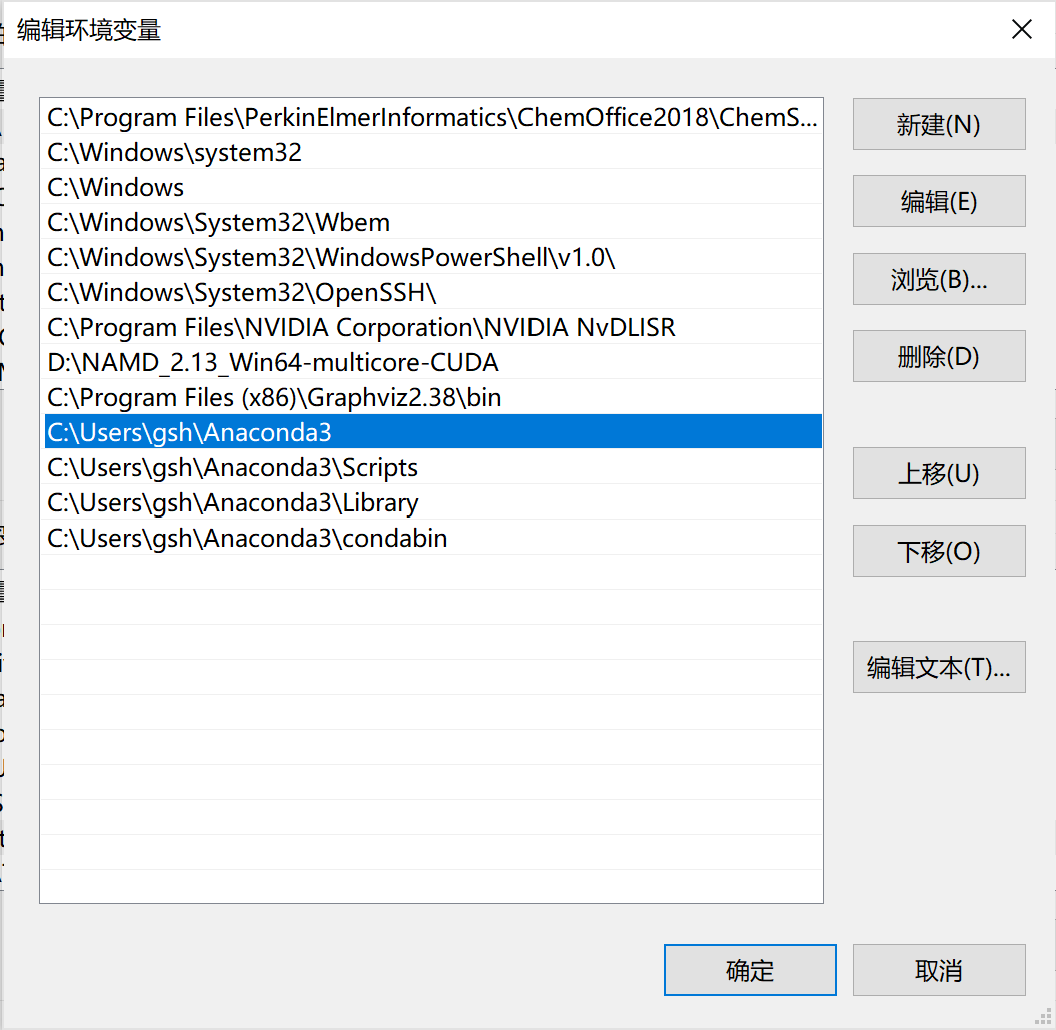 编辑环境变量
C:\Program Files\PerkinElmerInformatics\ChemOffice2018\ChemS...
C:\Windows\system32
C:\Windows
C:\Windows\System32\Wbem
C:\Windows\System32\WindowsPowerShell\v1.0\
C:\Windows\System32\OpenSSH\
C:\Program Files\NVIDIA Corporation\NVIDIA NvDLISR
D:\NAMD_2.13_Win64-multicore-CUDA
C:\Program Files (x86)\Graphviz2.38\bin
C:\Users\gsh\Anaconda3
C:\Users\gsh\Anaconda3\Scripts
C:\Users\gsh\Anaconda3\Library
C:\Users\gsh\Anaconda3\condabin
新建(N)
编辑(E)
浏览(B)...
删除(D)
上移(U)
下移(O)
编辑文本(T)...
确定
取消